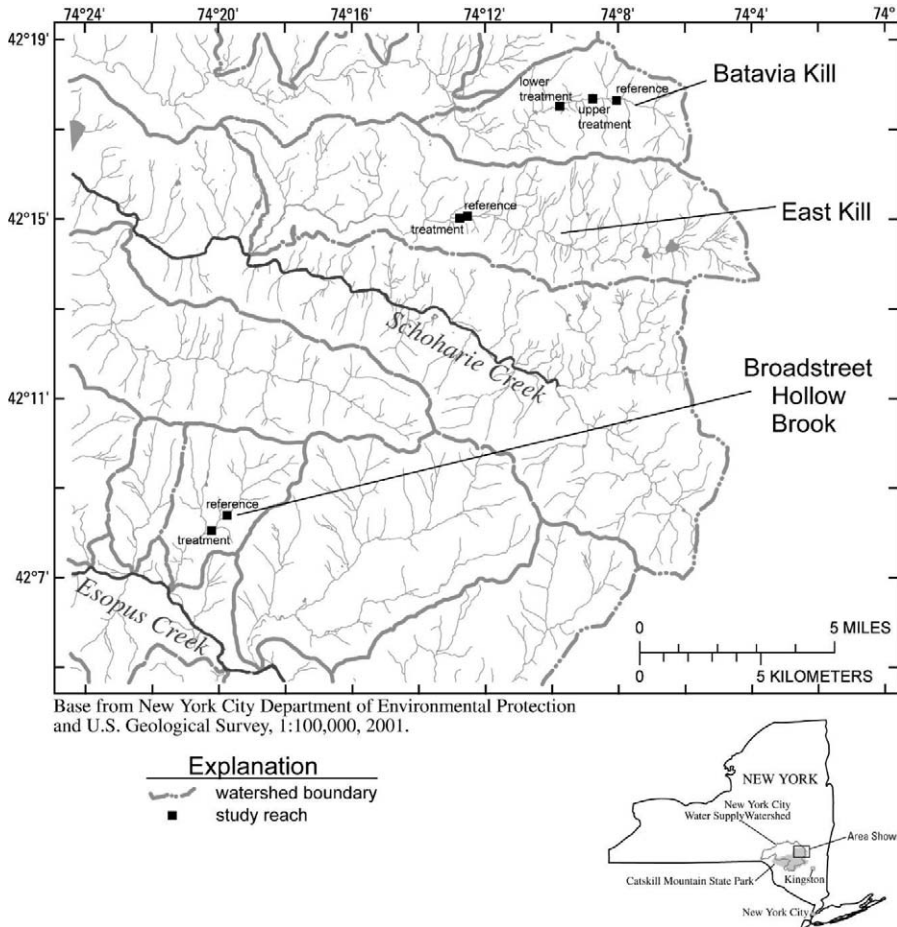 74°24'
74°20'
74°16'
74°12'
74°8'
74°4'
74°
42°19'
42°15'
42°11'
42°7'
lower
treatment
reference
upper
treatment
Batavia Kill
reference
treatment
East Kill
Schoharie Creek
Broadstreet
Hollow
Brook
reference
treatment
Esopus Creek
0 5 MILES
0 5 KILOMETERS
Base from New York City Department of Environmental Protection
and U.S. Geological Survey, 1:100,000, 2001.
Explanation
watershed boundary
study reach
NEW YORK
New York City
Water SupplyWatershed
Area Show
Catskill Mountain State Park
Kingston
New York City